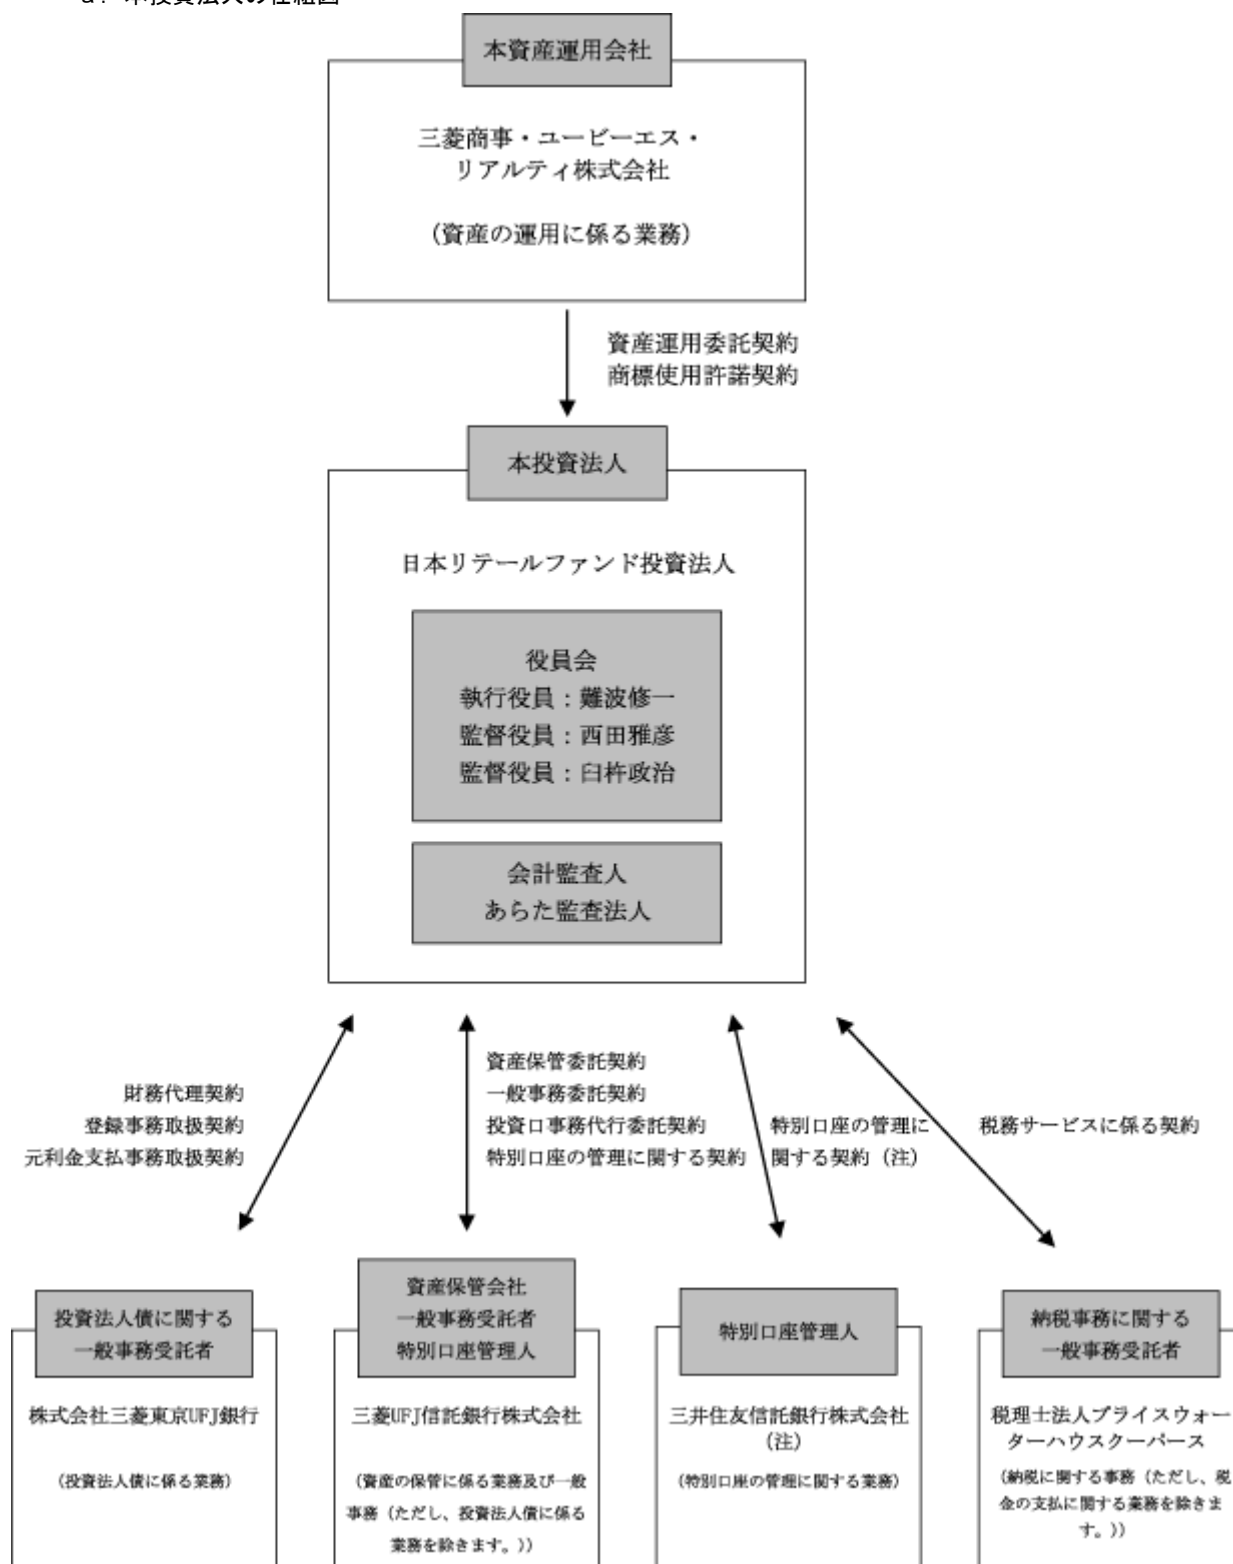 a. 本投資法人の仕組図
本資産運用会社
三菱商事・ユービーエス・
リアルティ株式会社
(資産の運用に係る業務)
資産運用委託契約
商標使用許諾契約
本投資法人
日本リテールファンド投資法人
役員会
執行役員：難波修一
監督役員：西田雅彦
監督役員：臼杵政治
会計監査人
あらた監査法人
財務代理契約
登録事務取扱契約
元利金支払事務取扱契約
資産保管委託契約
一般事務委託契約
投資口事務代行委託契約
特別口座の管理に関する契約
特別口座の管理に
関する契約（注）
税務サービスに係る契約
投資法人債に関する
一般事務受託者
株式会社三菱東京UFJ銀行
(投資法人債に係る業務)
資産保管会社
一般事務受託者
特別口座管理人
三菱UFJ信託銀行株式会社
(資産の保管に係る業務及び一般
事務（ただし、投資法人債に係る
業務を除きます。))
特別口座管理人
三井住友信託銀行株式会社
(注)
(特別口座の管理に関する業務)
納税事務に関する
一般事務受託者
税理士法人プライスウォー
ターハウスクーパース
(納税に関する事務（ただし、税
金の支払に関する業務を除きま
す。))